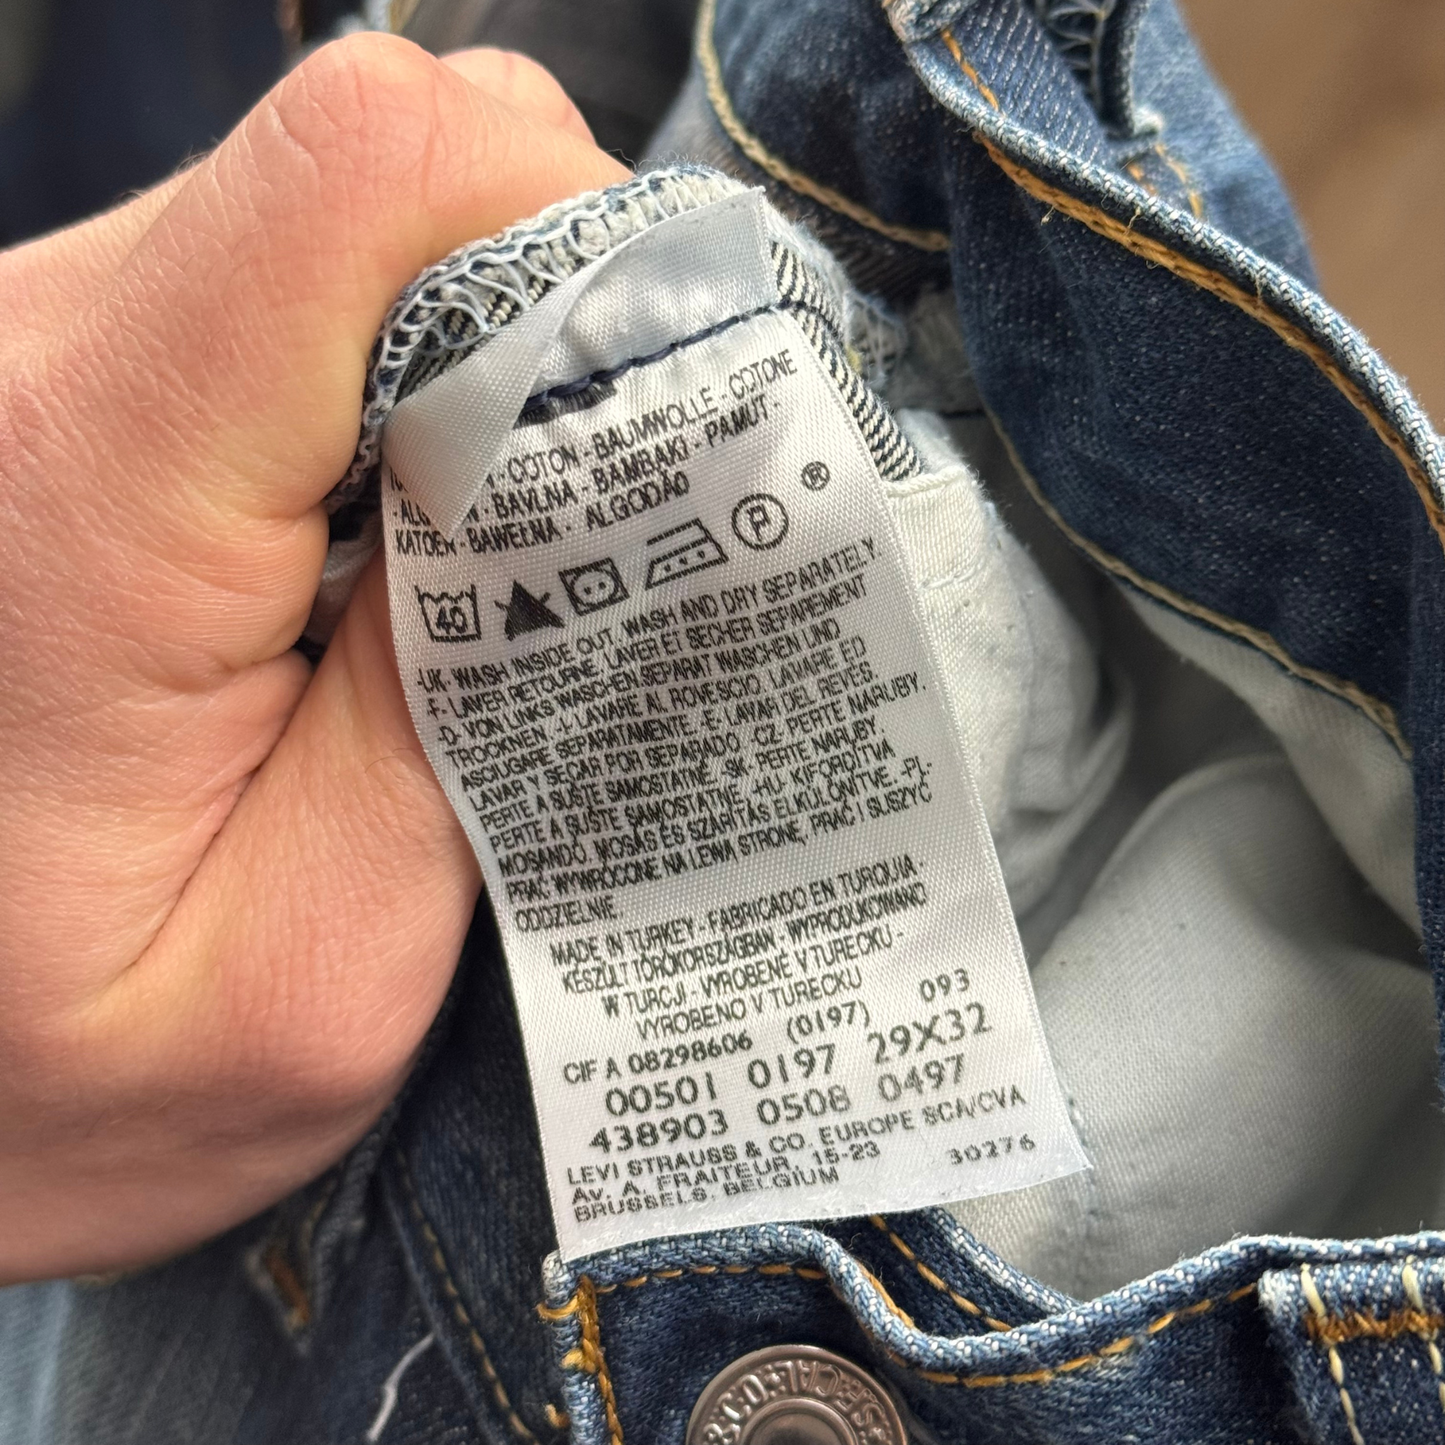 COTON - BAUMWOLLE - COTONE
- BAVLNA - BAMBAKI - PAMUT -
KATOEN - BAWEŁNA - ALGODÃO
®
40 P
-UK- WASH INSIDE OUT, WASH AND DRY SEPARATELY.
-F- LAVER RETOURNE, LAVER ET SECHER SEPAREMENT
-D- VON LINKS WASCHEN, SEPARAT WASCHEN UND
TROCKNEN -I- LAVARE AL ROVESCIO, LAVARE ED
ASCIUGARE SEPARATAMENTE. -E- LAVAR DEL REVES.
LAVAR Y SECAR POR SEPARADO. -CZ- PERTE NARUBY.
PERTE A SUŠTE SAMOSTATNĚ. -SK- PERTE NARUBY
PERTE A SUŠTE SAMOSTATNE. -HU- KIFORDÍTVA
MOSANDÓ. MOSÁS ÉS SZÁRÍTÁS ELKÜLÖNÍTVE. -PL-
PRAĆ WYWRÓCONE NA LEWĄ STRONĘ, PRAĆ I SUSZYĆ
ODDZIELNIE.
MADE IN TURKEY - FABRICADO EN TURQUIA -
KÉSZÜLT TÖRÖKORSZÁGBAN - WYPRODUKOWANO
W TURCJI - VYROBENÉ V TURECKU -
VYROBENO V TURECKU
093
CIF A 08298606 (0197)
00501 0197 29X32
438903 0508 0497
LEVI STRAUSS & CO. EUROPE SCA/CVA
AV. A. FRAITEUR, 15-23 30276
BRUSSELS, BELGIUM